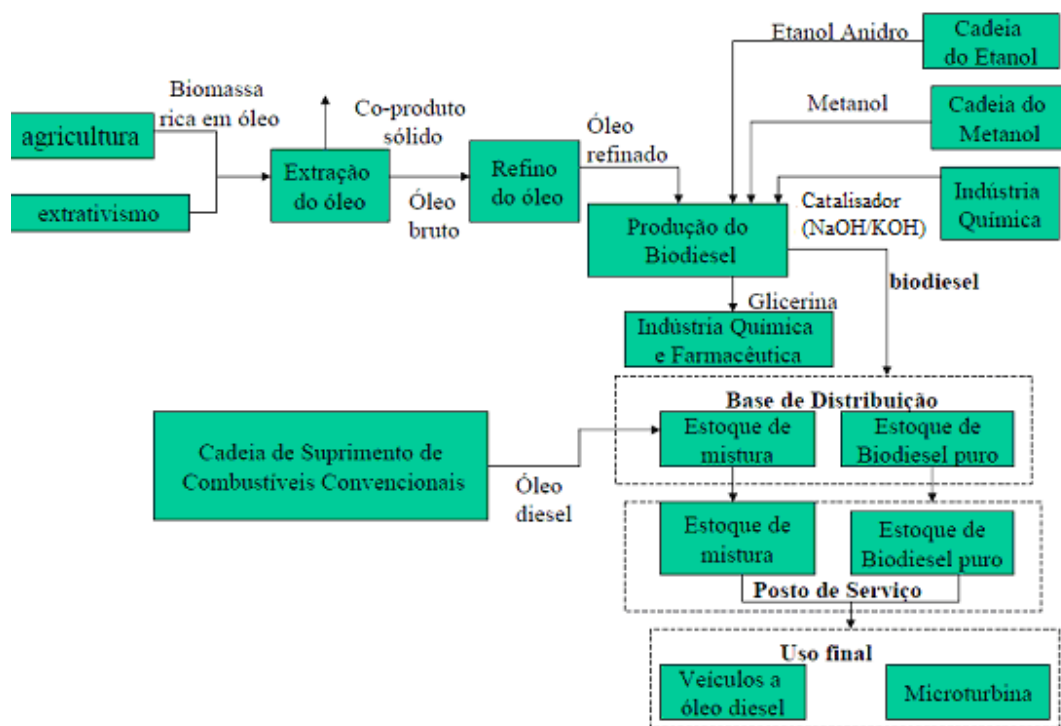 Etanol Anidro
Cadeia
do Etanol
Biomassa
rica em óleo
Co-produto
sólido
Metanol
Cadeia do
Metanol
agricultura
Óleo
refinado
Extração
do óleo
Refino
do óleo
extrativismo
Óleo
bruto
Catalisador
(NaOH/KOH)
Indústria
Química
Produção do
Biodiesel
biodiesel
Glicerina
Indústria Química
e Farmacêutica
Base de Distribuição
Cadeia de Suprimento de
Combustíveis Convencionais
Óleo
diesel
Estoque de
mistura
Estoque de
Biodiesel puro
Estoque de
mistura
Estoque de
Biodiesel puro
Posto de Serviço
Uso final
Veículos a
óleo diesel
Microturbina